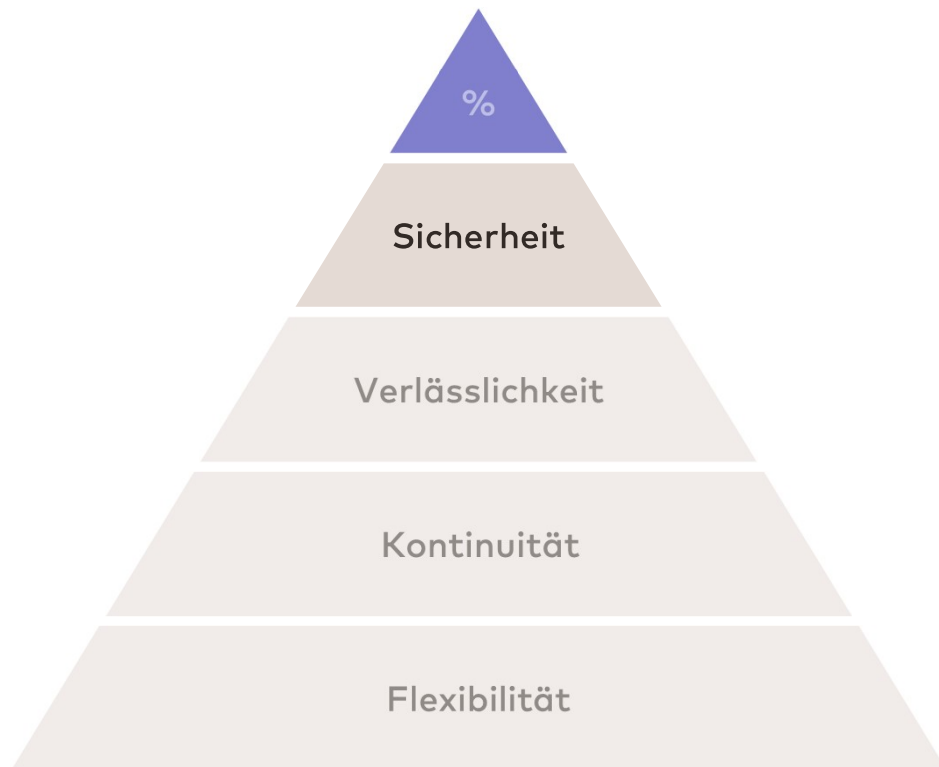 %
Sicherheit
Verlässlichkeit
Kontinuität
Flexibilität